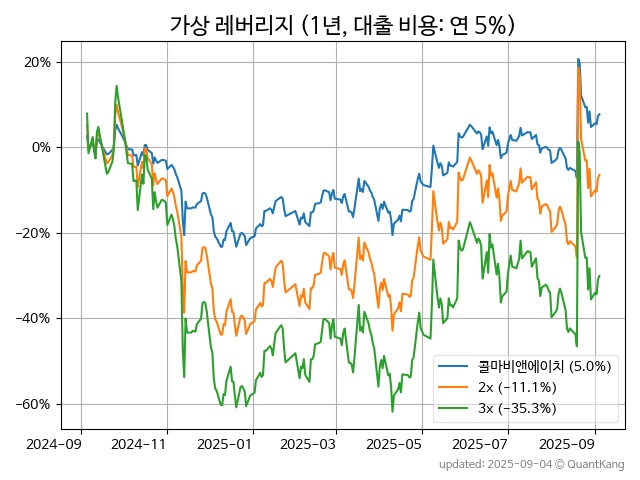 가상 레버리지 (1년, 대출 비용: 연 5%)
20%
0%
−20%
−40%
−60%
콜마비앤에이치 (5.0%)
2x (−11.1%)
3x (−35.3%)
2024-09 2024-11 2025-01 2025-03 2025-05 2025-07 2025-09
updated: 2025-09-04 © QuantKang